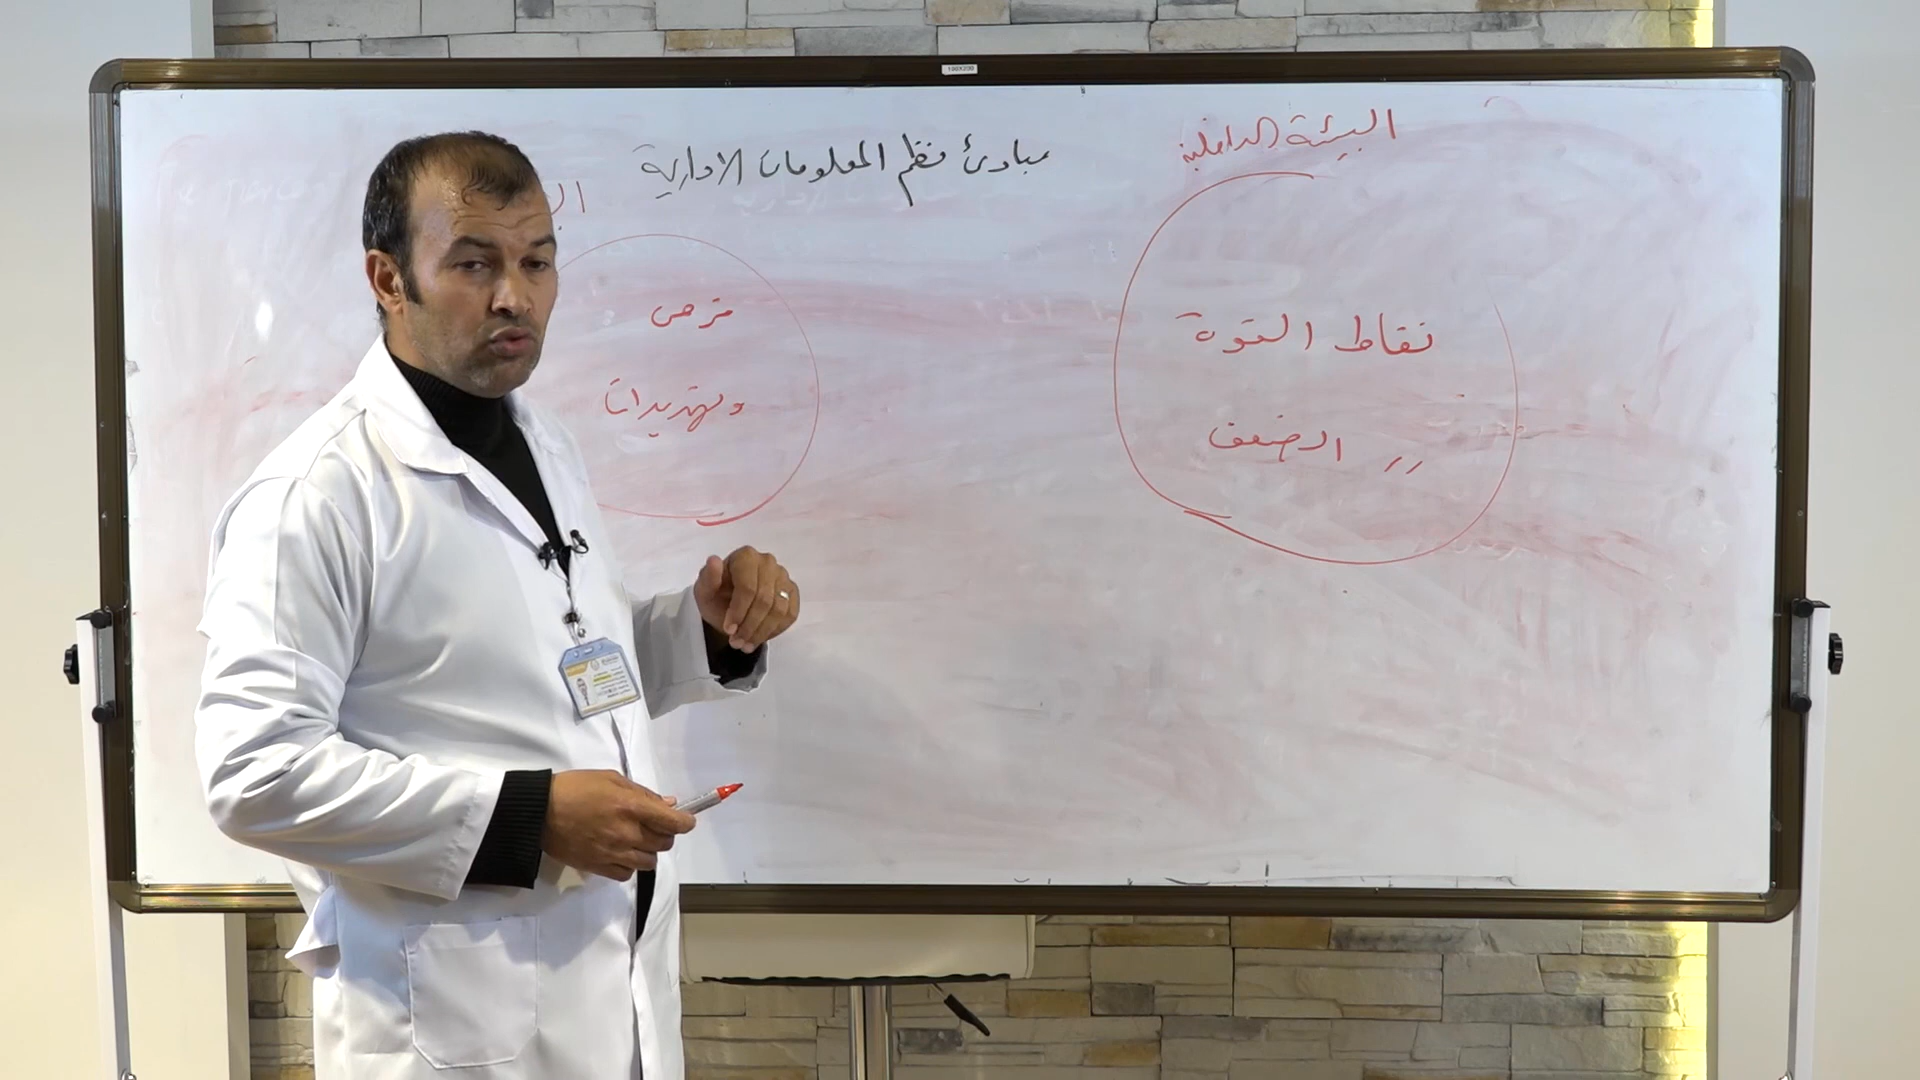 البيئة الداخلية
مبادئ نظم المعلومات الادارية
نقاط القوة
〃 الضعف
فرص
وتهديدات